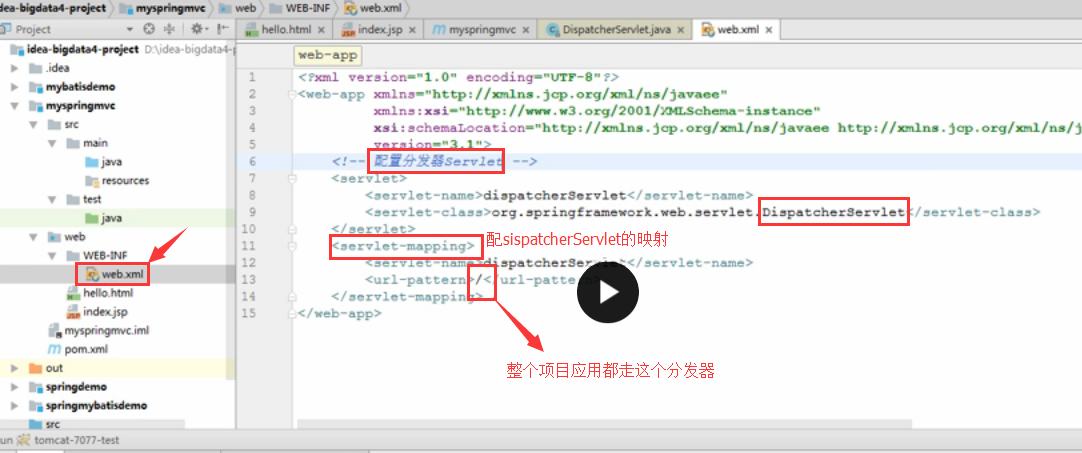 idea-bigdata4-project myspringmvc web WEB-INF web.xml
Project
hello.html index.jsp myspringmvc DispatcherServlet.java web.xml
idea-bigdata4-project D:\idea-bigdata4-p
.idea
mybatisdemo
myspringmvc
src
main
java
resources
test
java
web
WEB-INF
web.xml
hello.html
index.jsp
myspringmvc.iml
pom.xml
out
springdemo
springmybatisdemo
src
web-app
1 <?xml version="1.0" encoding="UTF-8"?>
2 <web-app xmlns="http://xmlns.jcp.org/xml/ns/javaee"
3 xmlns:xsi="http://www.w3.org/2001/XMLSchema-instance"
4 xsi:schemaLocation="http://xmlns.jcp.org/xml/ns/javaee http://xmlns.jcp.org/xml/ns/j
5 version="3.1">
6 <!-- 配置分发器Servlet -->
7 <servlet>
8 <servlet-name>dispatcherServlet</servlet-name>
9 <servlet-class>org.springframework.web.servlet.DispatcherServlet</servlet-class>
10 </servlet>
11 <servlet-mapping>
配sispatcherServlet的映射
12 <servlet-name>dispatcherServlet</servlet-name>
13 <url-pattern>/</url-pattern>
14 </servlet-mapping>
15 </web-app>
整个项目应用都走这个分发器
un tomcat-7077-test